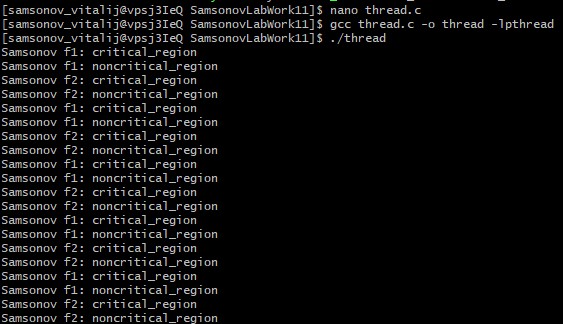 [samsonov_vitalij@vpsj3IeQ SamsonovLabWork11]$ nano thread.c
[samsonov_vitalij@vpsj3IeQ SamsonovLabWork11]$ gcc thread.c -o thread -lpthread
[samsonov_vitalij@vpsj3IeQ SamsonovLabWork11]$ ./thread
Samsonov f1: critical_region
Samsonov f1: noncritical_region
Samsonov f2: critical_region
Samsonov f2: noncritical_region
Samsonov f1: critical_region
Samsonov f1: noncritical_region
Samsonov f2: critical_region
Samsonov f2: noncritical_region
Samsonov f1: critical_region
Samsonov f1: noncritical_region
Samsonov f2: critical_region
Samsonov f2: noncritical_region
Samsonov f1: critical_region
Samsonov f1: noncritical_region
Samsonov f2: critical_region
Samsonov f2: noncritical_region
Samsonov f1: critical_region
Samsonov f1: noncritical_region
Samsonov f2: critical_region
Samsonov f2: noncritical_region